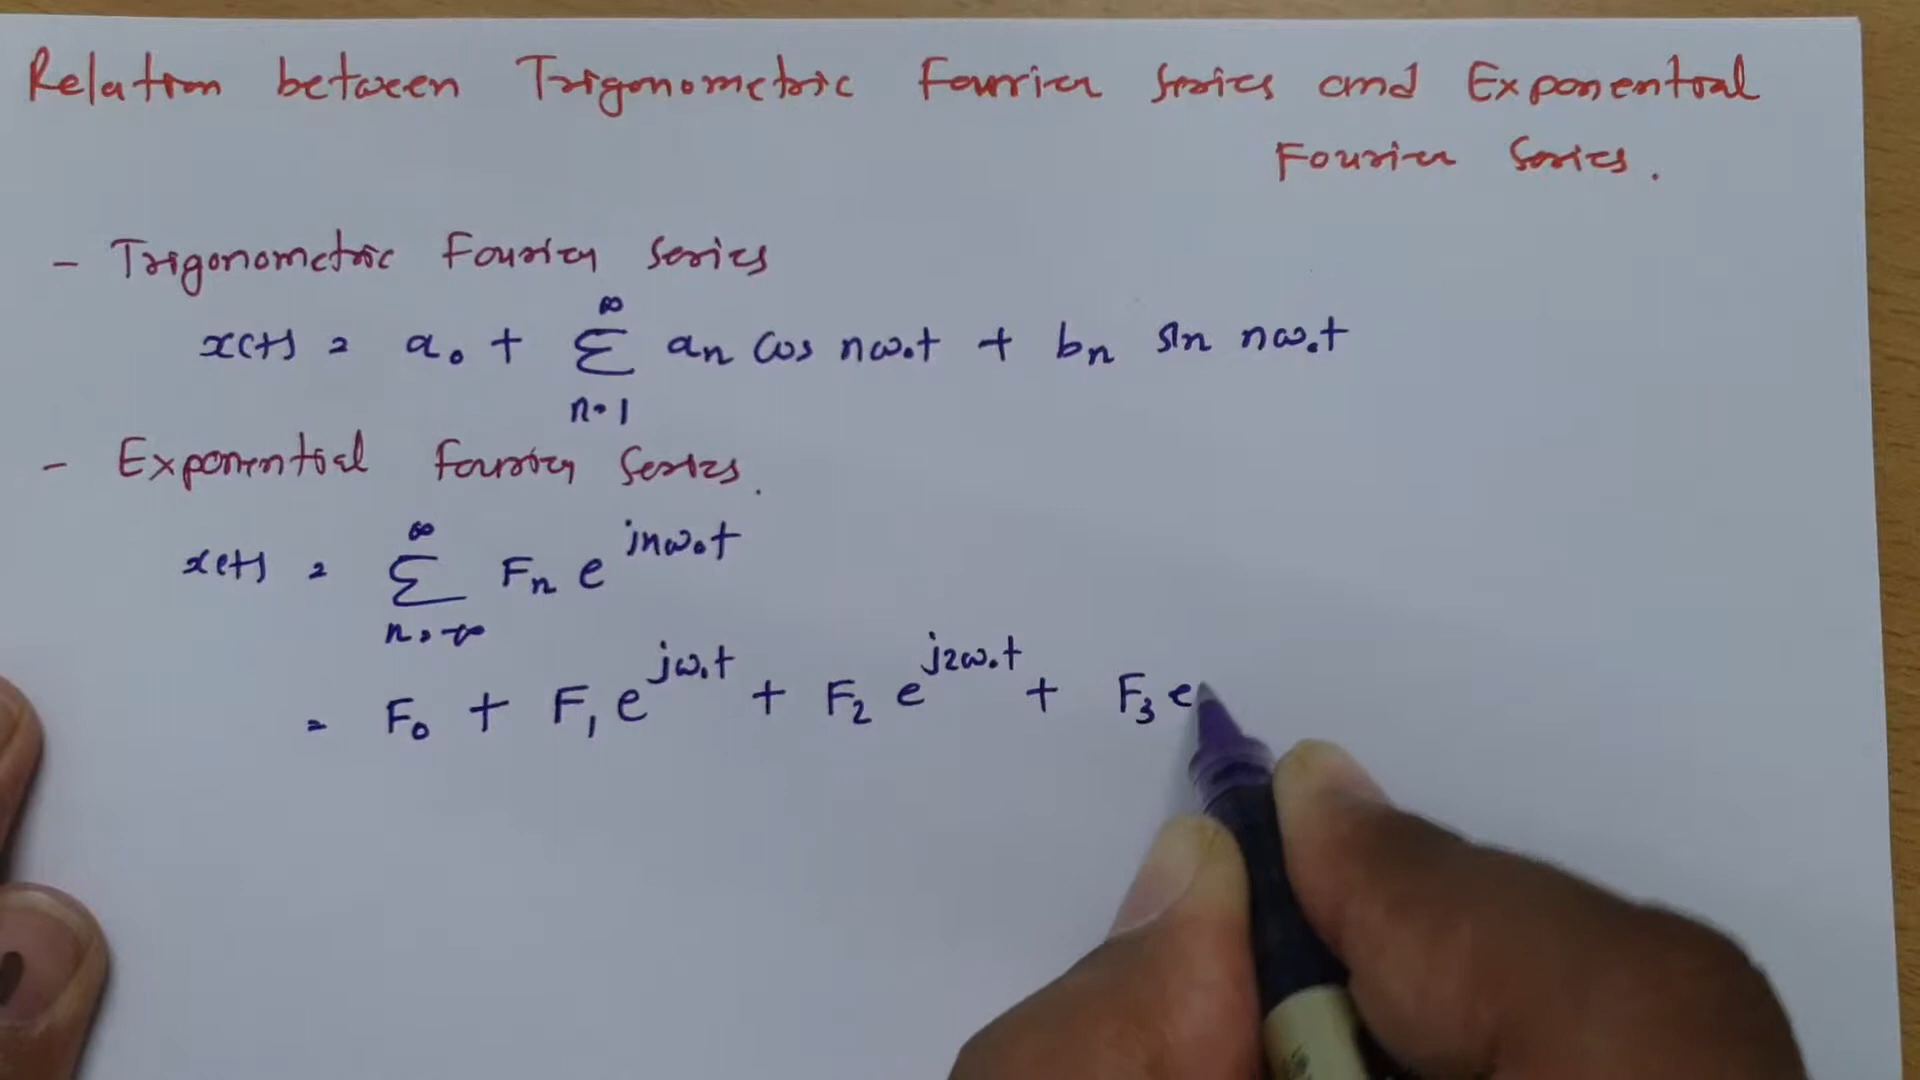 Relation between Trigonometric Fourier Series and Exponential
Fourier Series.
- Trigonometric Fourier Series
x(t) = a₀ + ∑ₙ₌₁^∞ aₙ cos nω₀t + bₙ sin nω₀t
- Exponential Fourier Series.
x(t) = ∑ₙ₌₋∞^∞ Fₙ e^jnω₀t
= F₀ + F₁ e^jω₀t + F₂ e^j2ω₀t + F₃ e